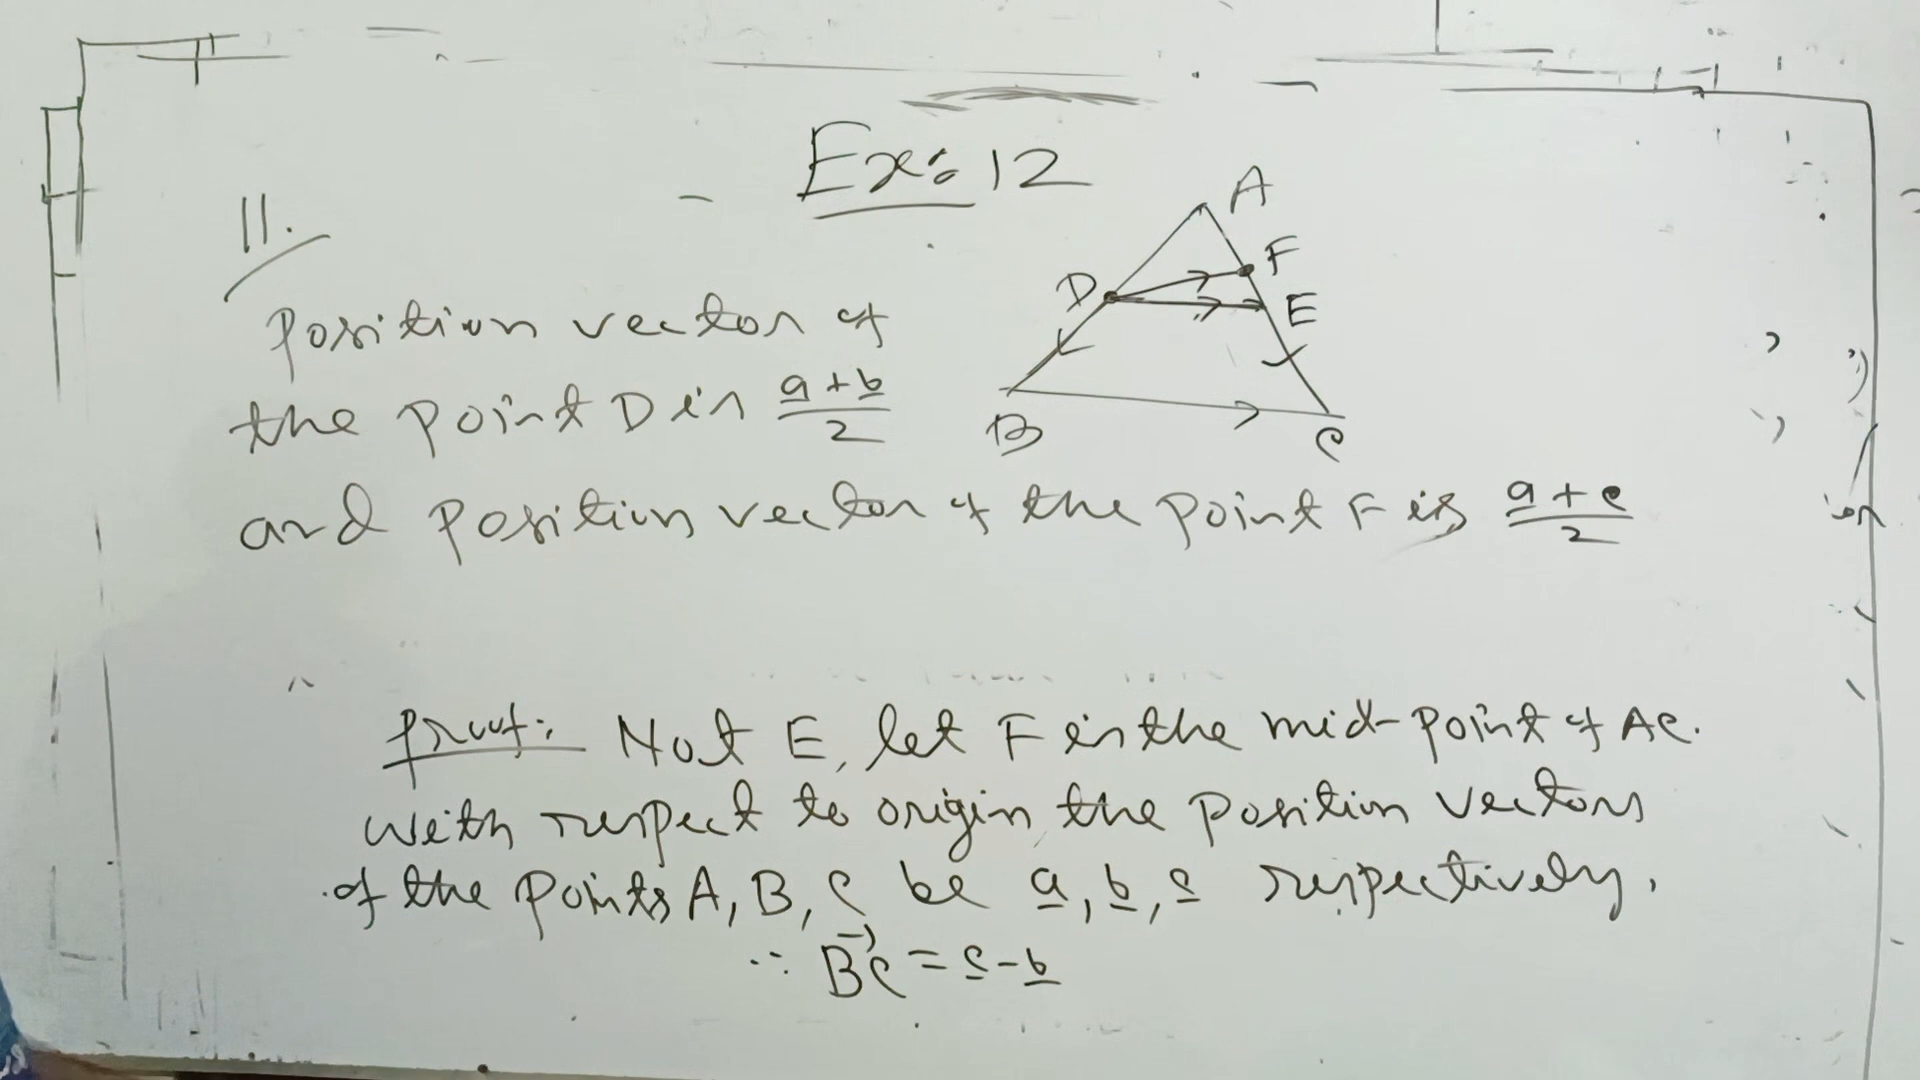 Ex: 12
11.
A
F
D
E
B
C
Position vector of
the point D is a+b/2
and position vector of the point F is a+c/2
Proof: Not E, let F is the mid-point of AC.
With respect to origin, the position vectors
of the points A, B, C be a, b, c respectively.
∴ BC = c-b